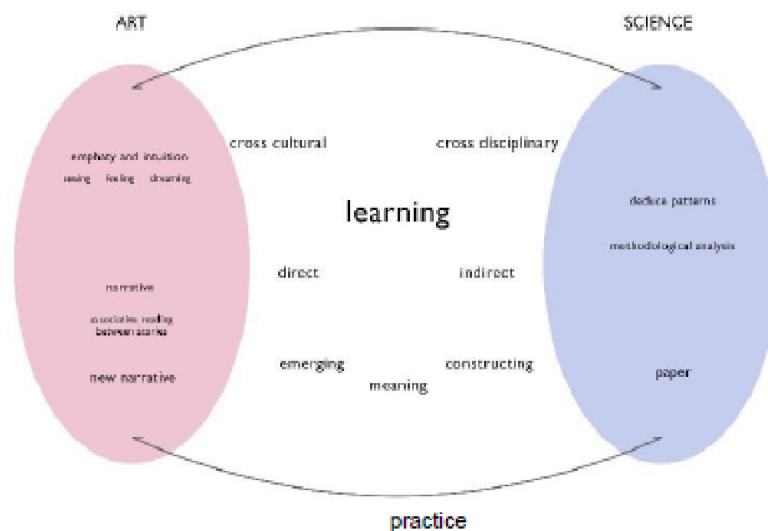 ART
SCIENCE
cross cultural
cross disciplinary
emphaty and intuition
seeing feeling dreaming
learning
deduce patterns
methodological analysis
direct
indirect
narrative
associative reading
between stories
emerging
constructing
meaning
new narrative
paper
practice